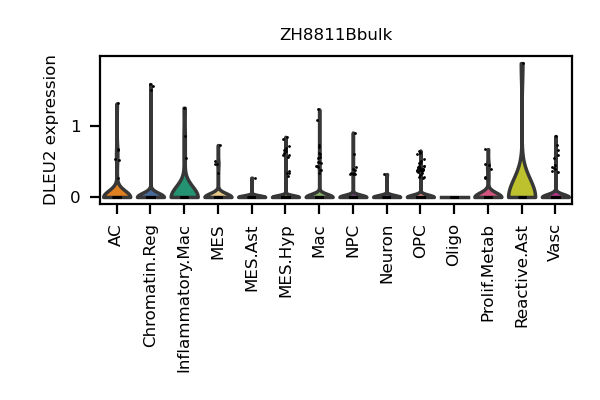 ZH8811Bbulk
DLEU2 expression
1
0
AC
Chromatin.Reg
Inflammatory.Mac
MES
MES.Ast
MES.Hyp
Mac
NPC
Neuron
OPC
Oligo
Prolif.Metab
Reactive.Ast
Vasc